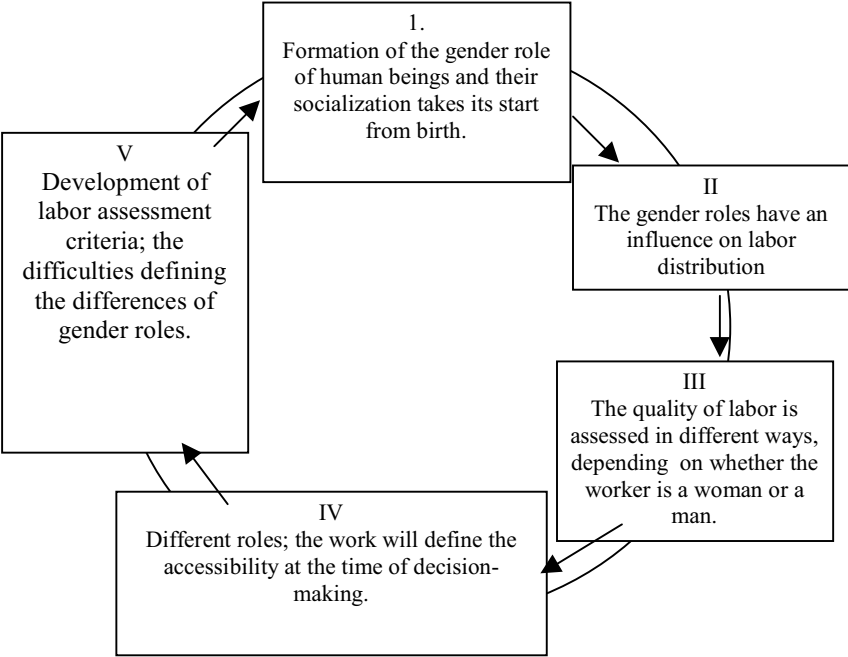 1.
Formation of the gender role
of human beings and their
socialization takes its start
from birth.
II
The gender roles have an
influence on labor
distribution
III
The quality of labor is
assessed in different ways,
depending on whether the
worker is a woman or a
man.
IV
Different roles; the work will define the
accessibility at the time of decision-
making.
V
Development of
labor assessment
criteria; the
difficulties defining
the differences of
gender roles.